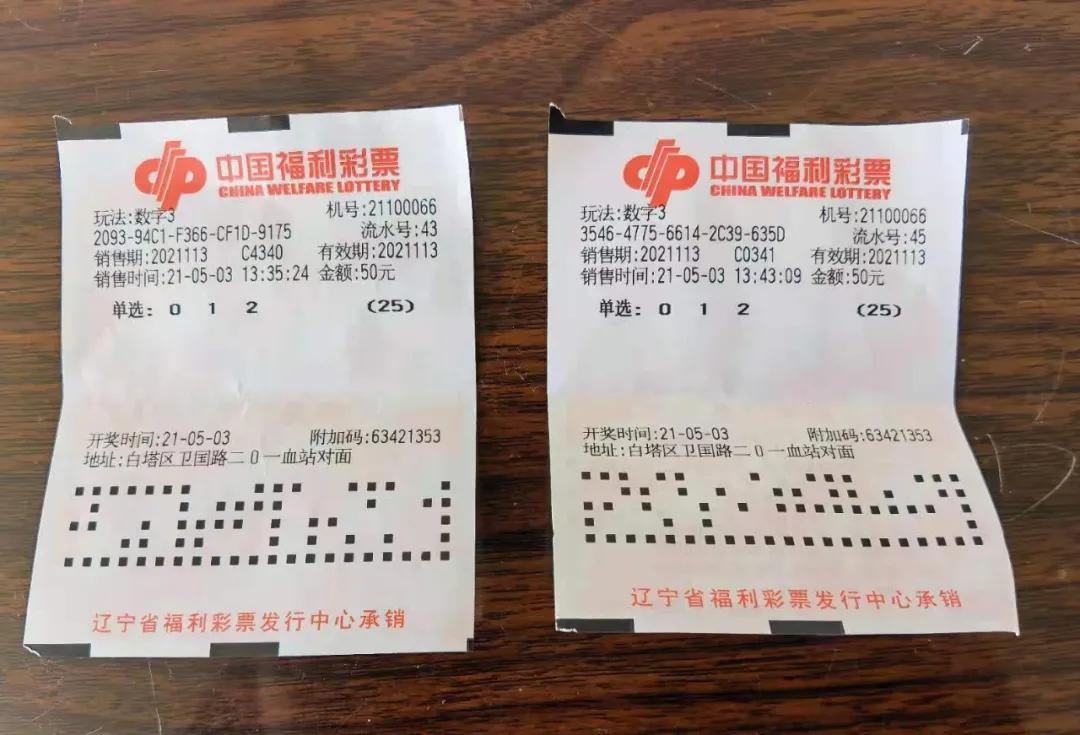 中国福利彩票
CHINA WELFARE LOTTERY
玩法:数字3 机号:21100066
2093-94C1-F366-CF1D-9175 流水号:43
销售期:2021113 C4340 有效期:2021113
销售时间:21-05-03 13:35:24 金额:50元
单选: 0 1 2 (25)
开奖时间:21-05-03 附加码:63421353
地址:白塔区卫国路二0一血站对面
辽宁省福利彩票发行中心承销
中国福利彩票
CHINA WELFARE LOTTERY
玩法:数字3 机号:21100066
3546-4775-6614-2C39-635D 流水号:45
销售期:2021113 C0341 有效期:2021113
销售时间:21-05-03 13:43:09 金额:50元
单选: 0 1 2 (25)
开奖时间:21-05-03 附加码:63421353
地址:白塔区卫国路二0一血站对面
辽宁省福利彩票发行中心承销